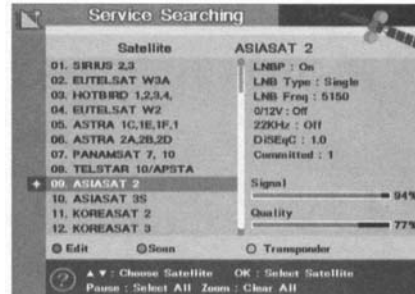 Service Searching
Satellite
01. SIRIUS 2,3
02. EUTELSAT W3A
03. HOTBIRD 1,2,3,4,
04. EUTELSAT W2
05. ASTRA 1C,1E,1F,1
06. ASTRA 2A,2B,2D
07. PANAMSAT 7, 10
08. TELSTAR 10/APSTA
09. ASIASAT 2
10. ASIASAT 3S
11. KOREASAT 2
12. KOREASAT 3
ASIASAT 2
LNBP : On
LNB Type : Single
LNB Freq : 5150
0/12V : Off
22KHz : Off
DiSEqC : 1.0
Committed : 1
Signal
94%
Quality
77%
Edit Scan Transponder
? ▲ ▼ : Choose Satellite OK : Select Satellite
Pause : Select All Zoom : Clear All